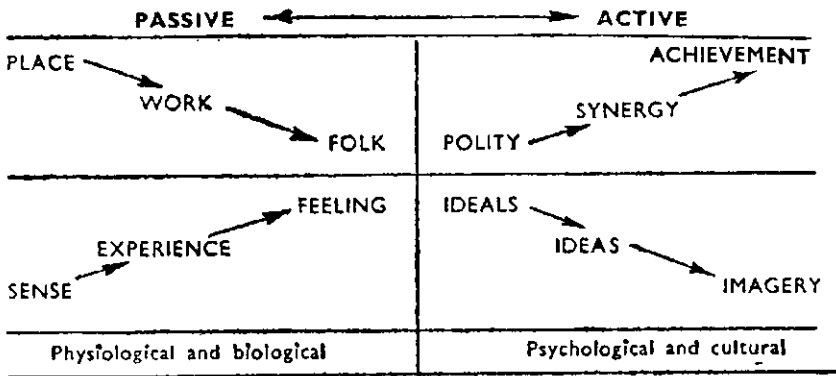 PASSIVE ACTIVE
PLACE
WORK
FOLK
ACHIEVEMENT
SYNERGY
POLITY
FEELING
EXPERIENCE
SENSE
IDEALS
IDEAS
IMAGERY
Physiological and biological
Psychological and cultural